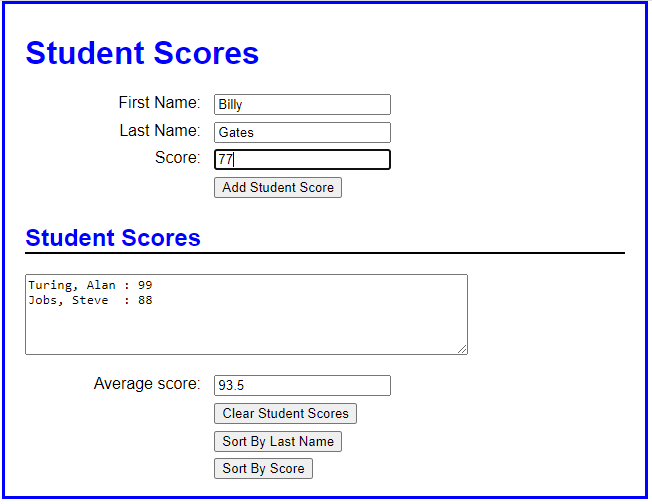 Student Scores
First Name: Billy
Last Name: Gates
Score: 77
Add Student Score
Student Scores
Turing, Alan : 99
Jobs, Steve  : 88
Average score: 93.5
Clear Student Scores
Sort By Last Name
Sort By Score